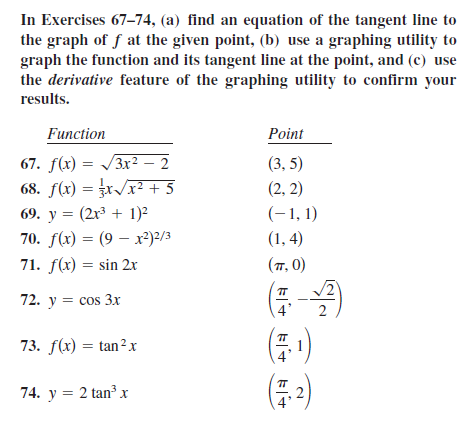 In Exercises 67–74, (a) find an equation of the tangent line to
the graph of f at the given point, (b) use a graphing utility to
graph the function and its tangent line at the point, and (c) use
the derivative feature of the graphing utility to confirm your
results.
Function Point
67. f(x) = √(3x² − 2) (3, 5)
68. f(x) = ⅓x√(x² + 5) (2, 2)
69. y = (2x³ + 1)² (−1, 1)
70. f(x) = (9 − x²)^(2/3) (1, 4)
71. f(x) = sin 2x (π, 0)
72. y = cos 3x (π/4, −√2/2)
73. f(x) = tan² x (π/4, 1)
74. y = 2 tan³ x (π/4, 2)